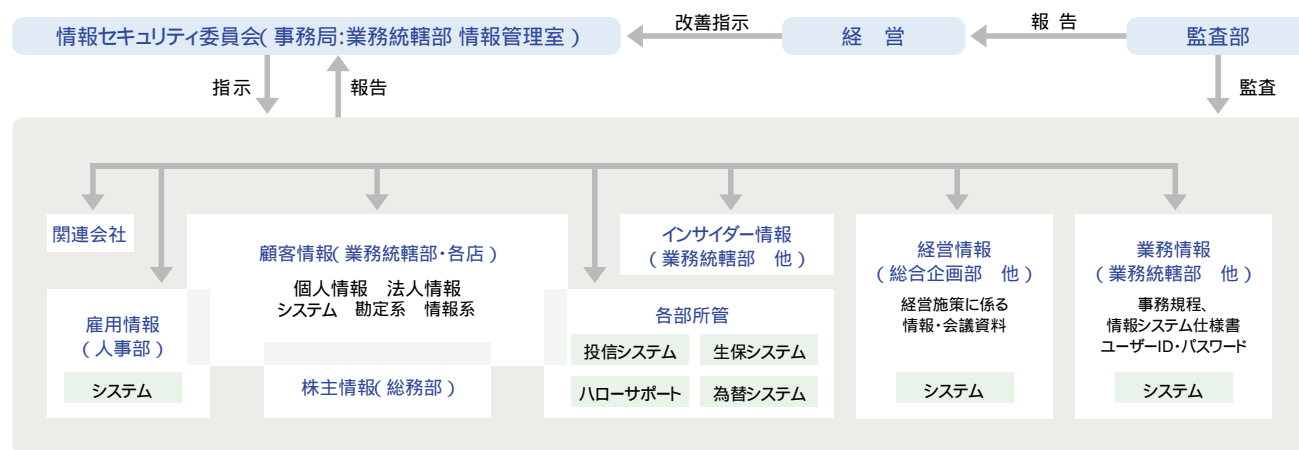 情報セキュリティ委員会( 事務局:業務統轄部 情報管理室 )
改善指示
経　営
報 告
監査部
指示
報告
監査
関連会社
顧客情報( 業務統轄部・各店 )
個人情報　法人情報
システム　勘定系　情報系
インサイダー情報
( 業務統轄部　他 )
経営情報
( 総合企画部　他 )
経営施策に係る
情報・会議資料
システム
業務情報
( 業務統轄部　他 )
事務規程、
情報システム仕様書
ユーザーID・パスワード
システム
雇用情報
( 人事部 )
システム
株主情報( 総務部 )
各部所管
投信システム
生保システム
ハローサポート
為替システム